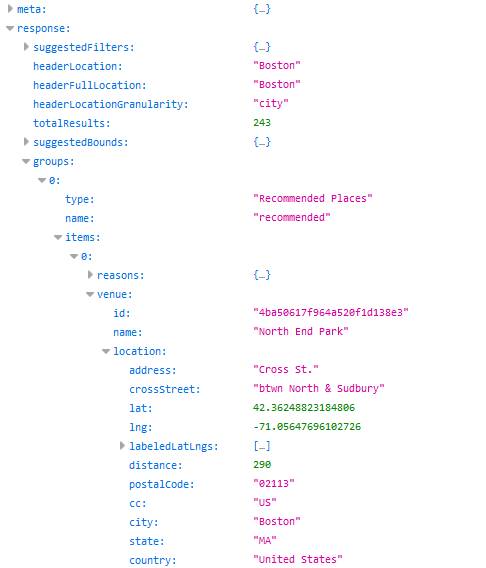 meta: {…}
response:
suggestedFilters: {…}
headerLocation: "Boston"
headerFullLocation: "Boston"
headerLocationGranularity: "city"
totalResults: 243
suggestedBounds: {…}
groups:
0:
type: "Recommended Places"
name: "recommended"
items:
0:
reasons: {…}
venue:
id: "4ba50617f964a520f1d138e3"
name: "North End Park"
location:
address: "Cross St."
crossStreet: "btwn North & Sudbury"
lat: 42.36248823184806
lng: -71.05647696102726
labeledLatLngs: […]
distance: 290
postalCode: "02113"
cc: "US"
city: "Boston"
state: "MA"
country: "United States"